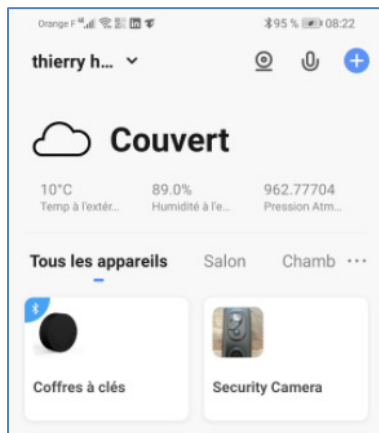 Orange F 95 % 08:22
thierry h...
Couvert
10°C 89.0% 962.77704
Temp à l'extér... Humidité à l'e... Pression Atm...
Tous les appareils Salon Chamb ...
Coffres à clés Security Camera